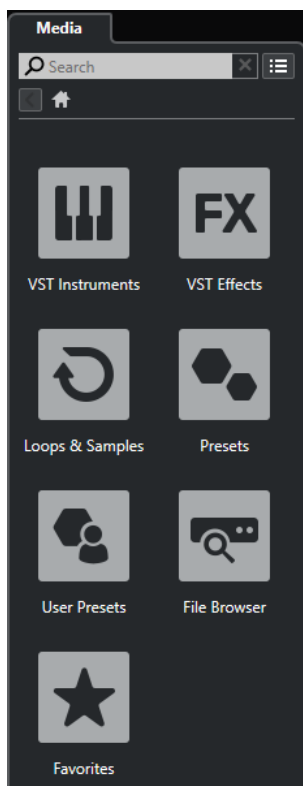 Media
Search
VST Instruments
FX
VST Effects
Loops & Samples
Presets
User Presets
File Browser
Favorites